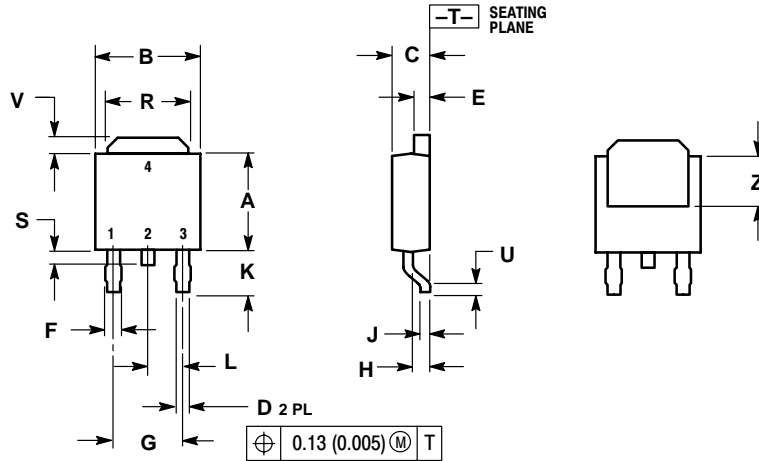 –T– SEATING
PLANE
B
C
V
R
E
4
A
Z
S
1 2 3
K
U
F
J
L
H
D 2 PL
G
⌖ 0.13 (0.005) Ⓜ T